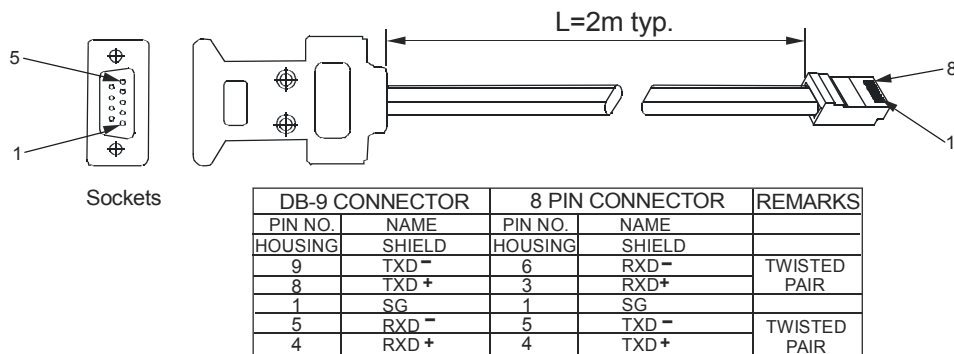 L=2m typ.
5
8
1
1
Sockets
DB-9 CONNECTOR 8 PIN CONNECTOR REMARKS
PIN NO. NAME PIN NO. NAME
HOUSING SHIELD HOUSING SHIELD
9 TXD- 6 RXD- TWISTED
8 TXD+ 3 RXD+ PAIR
1 SG 1 SG
5 RXD- 5 TXD- TWISTED
4 RXD+ 4 TXD+ PAIR